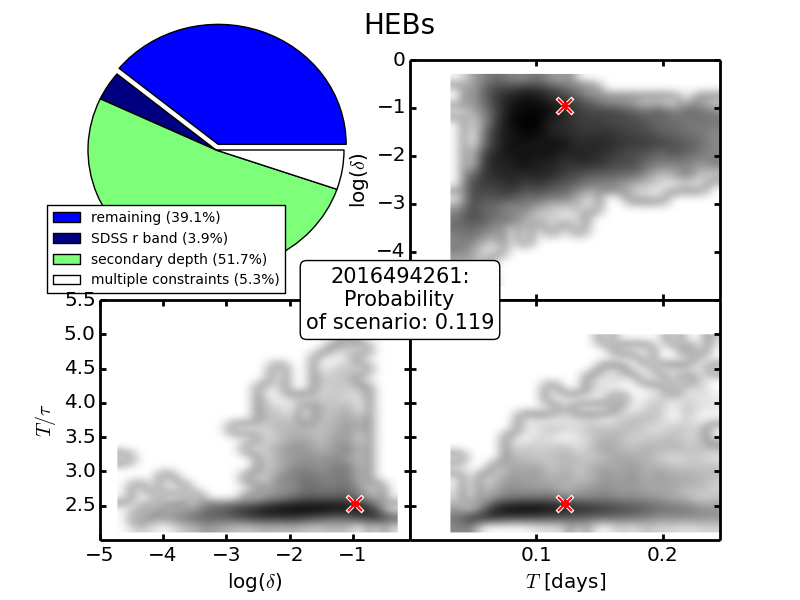 HEBs
remaining (39.1%)
SDSS r band (3.9%)
secondary depth (51.7%)
multiple constraints (5.3%)
0
−1
−2
−3
−4
log(δ)
2016494261:
Probability
of scenario: 0.119
5.5
5.0
4.5
4.0
3.5
3.0
2.5
T/τ
−5
−4
−3
−2
−1
log(δ)
0.1
0.2
T [days]